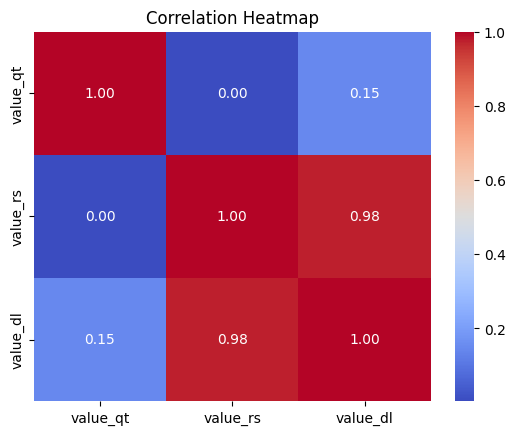 Correlation Heatmap
value_qt
1.00
0.00
0.15
value_rs
0.00
1.00
0.98
value_dl
0.15
0.98
1.00
value_qt
value_rs
value_dl
1.0
0.8
0.6
0.4
0.2